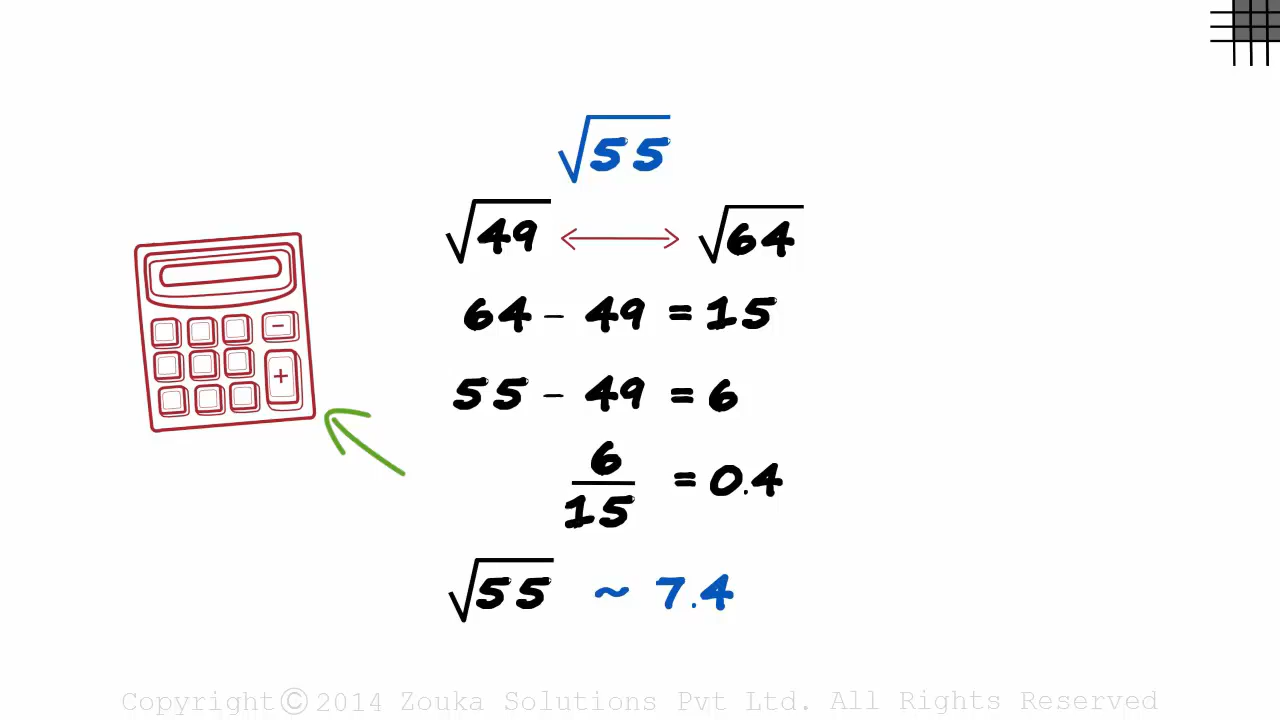 √55
√49 ↔ √64
64 - 49 = 15
55 - 49 = 6
6/15 = 0.4
√55 ~ 7.4
-
+
Copyright©2014 Zouka Solutions Pvt Ltd. All Rights Reserved